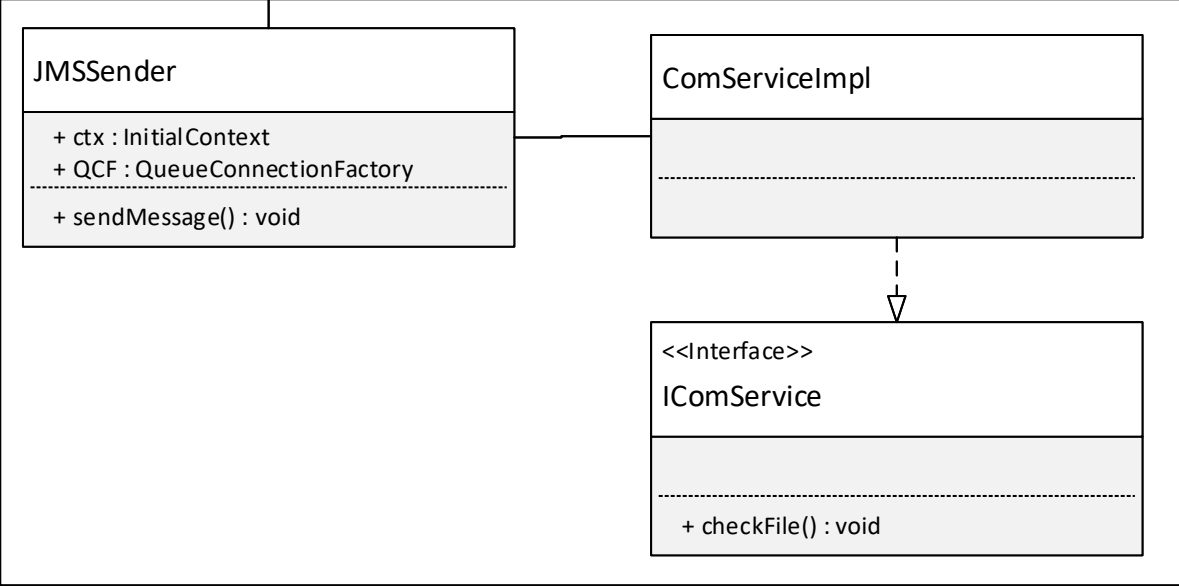 JMSSender
+ ctx : InitialContext
+ QCF : QueueConnectionFactory
+ sendMessage() : void
ComServiceImpl
<<Interface>>
IComService
+ checkFile() : void